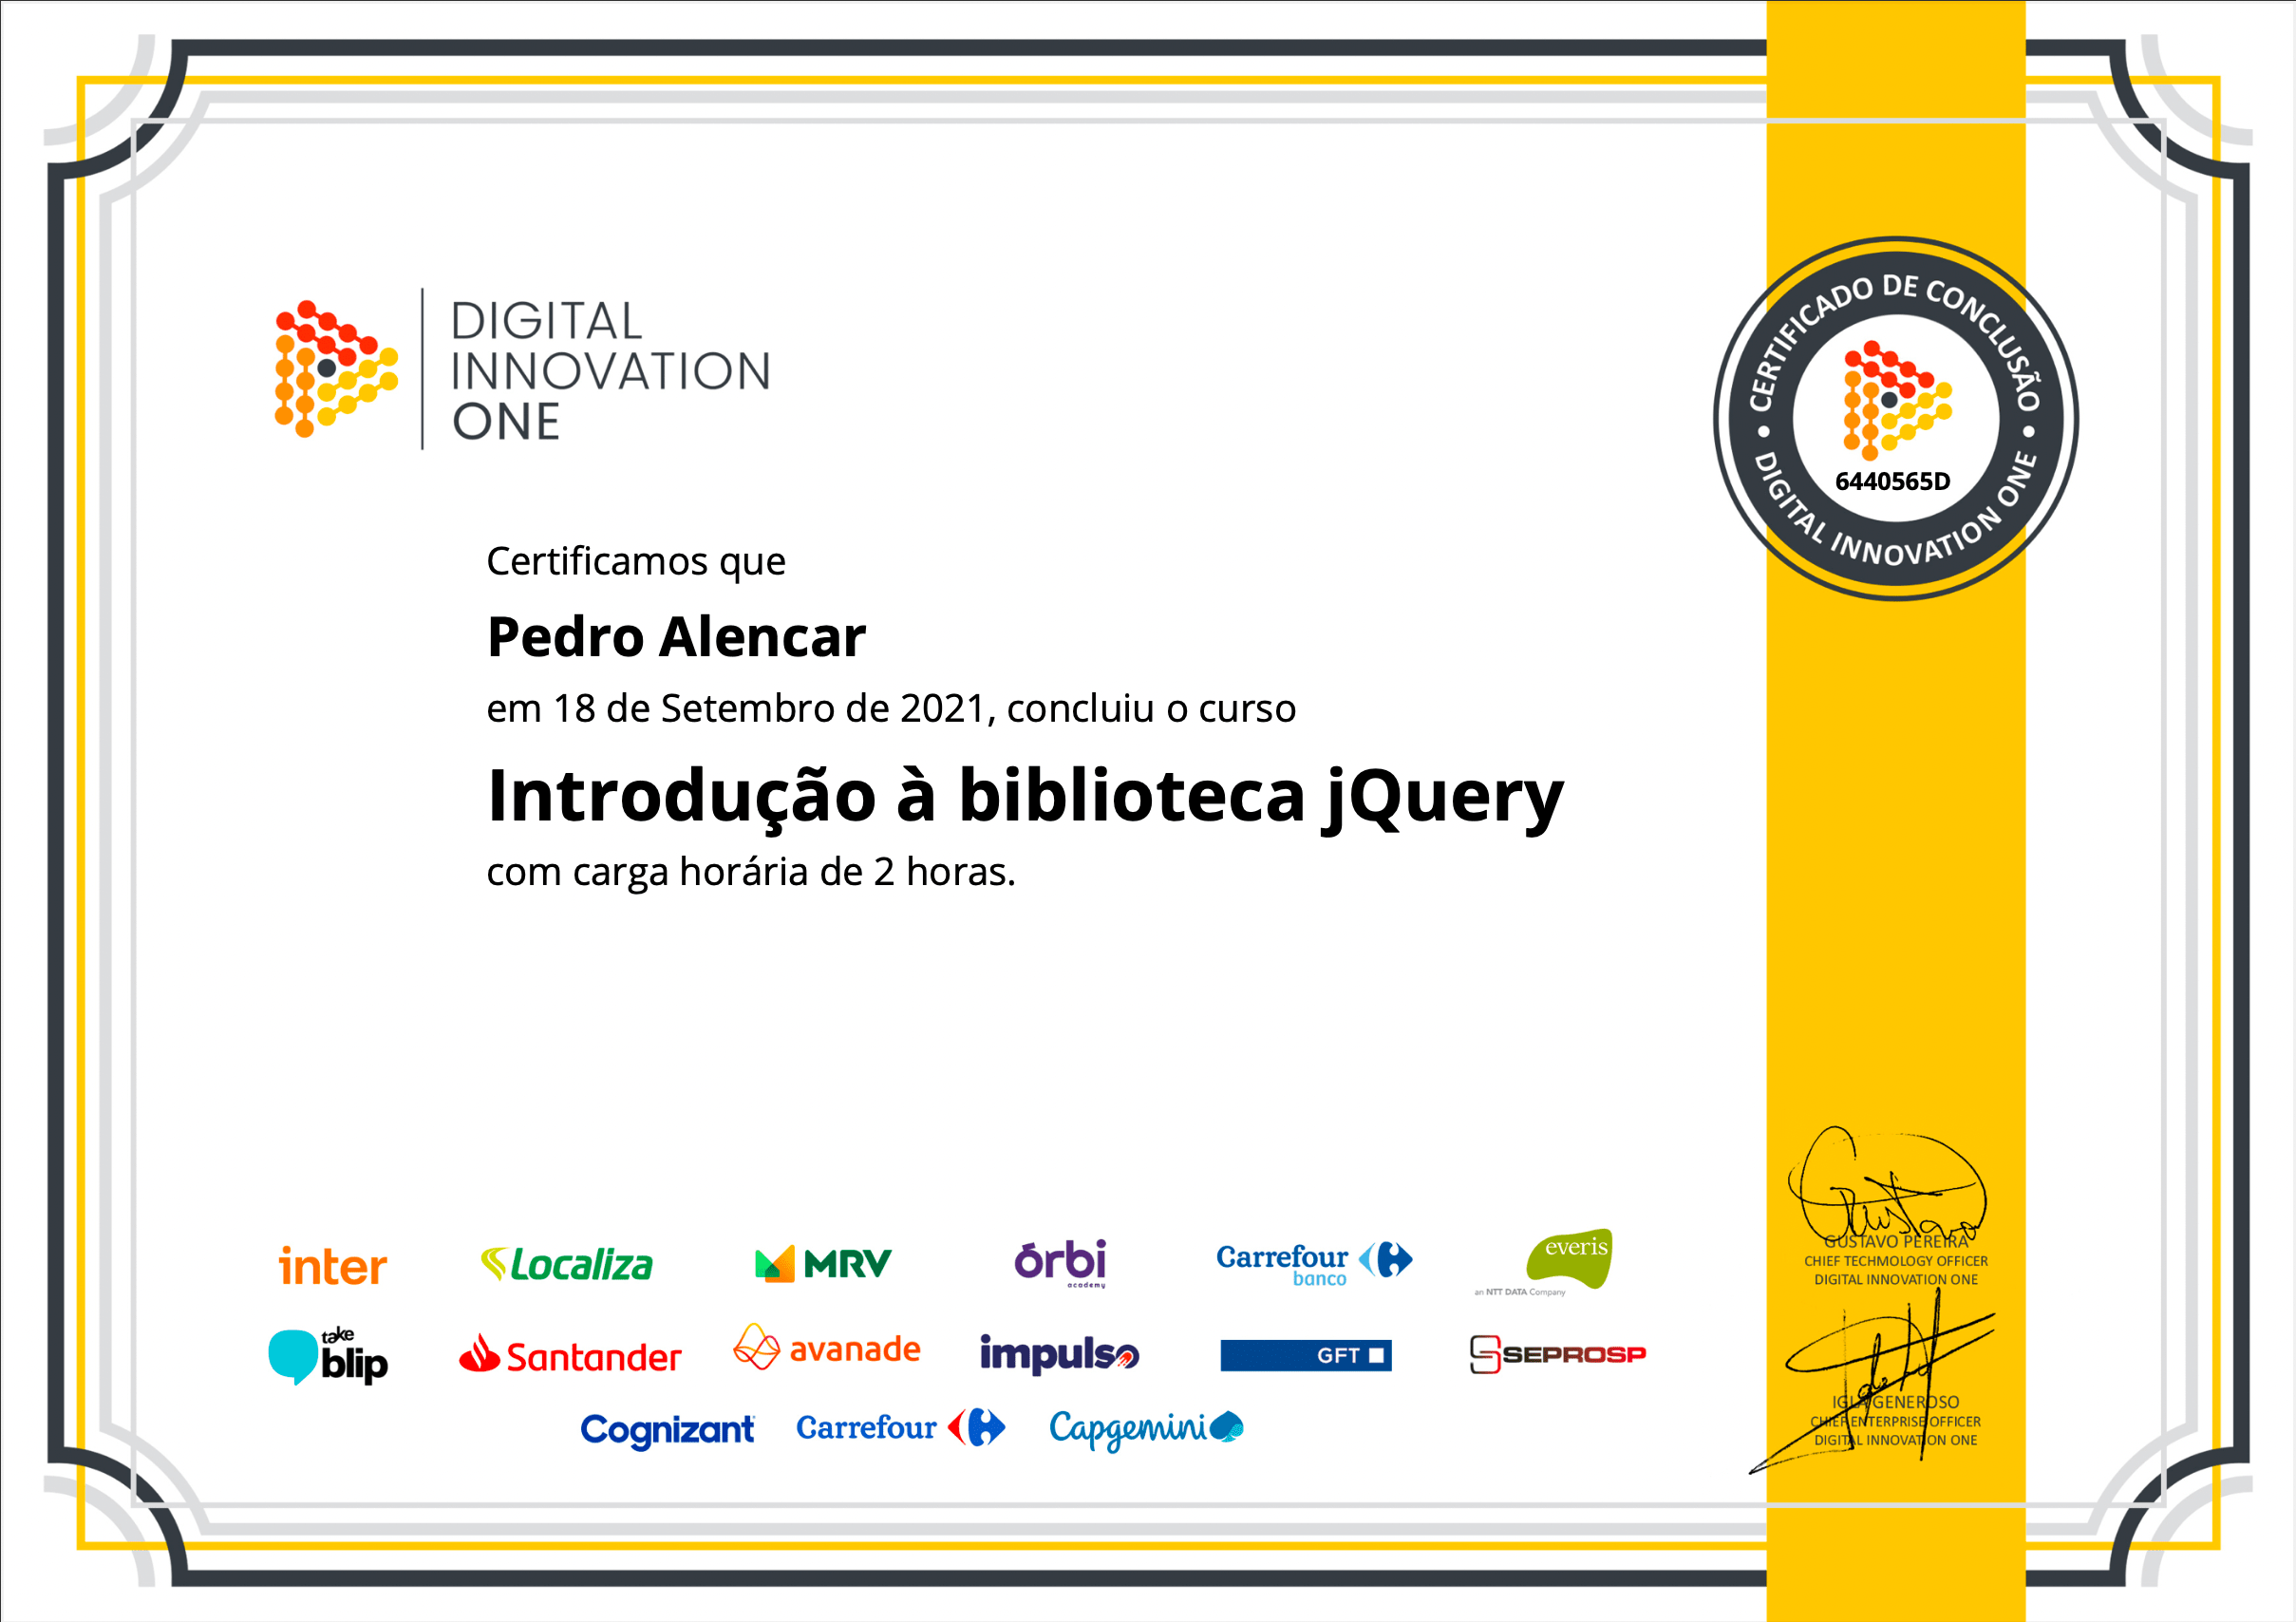 DIGITAL
INNOVATION
ONE
CERTIFICADO DE CONCLUSÃO
6440565D
DIGITAL INNOVATION ONE
Certificamos que
Pedro Alencar
em 18 de Setembro de 2021, concluiu o curso
Introdução à biblioteca jQuery
com carga horária de 2 horas.
inter
Localiza
MRV
órbi
academy
Carrefour
banco
everis
an NTT DATA Company
take
blip
Santander
avanade
impulso
GFT
SEPROSP
Cognizant
Carrefour
Capgemini
GUSTAVO PEREIRA
CHIEF TECHMOLOGY OFFICER
DIGITAL INNOVATION ONE
IGLA GENEROSO
CHIEF ENTERPRISE OFFICER
DIGITAL INNOVATION ONE